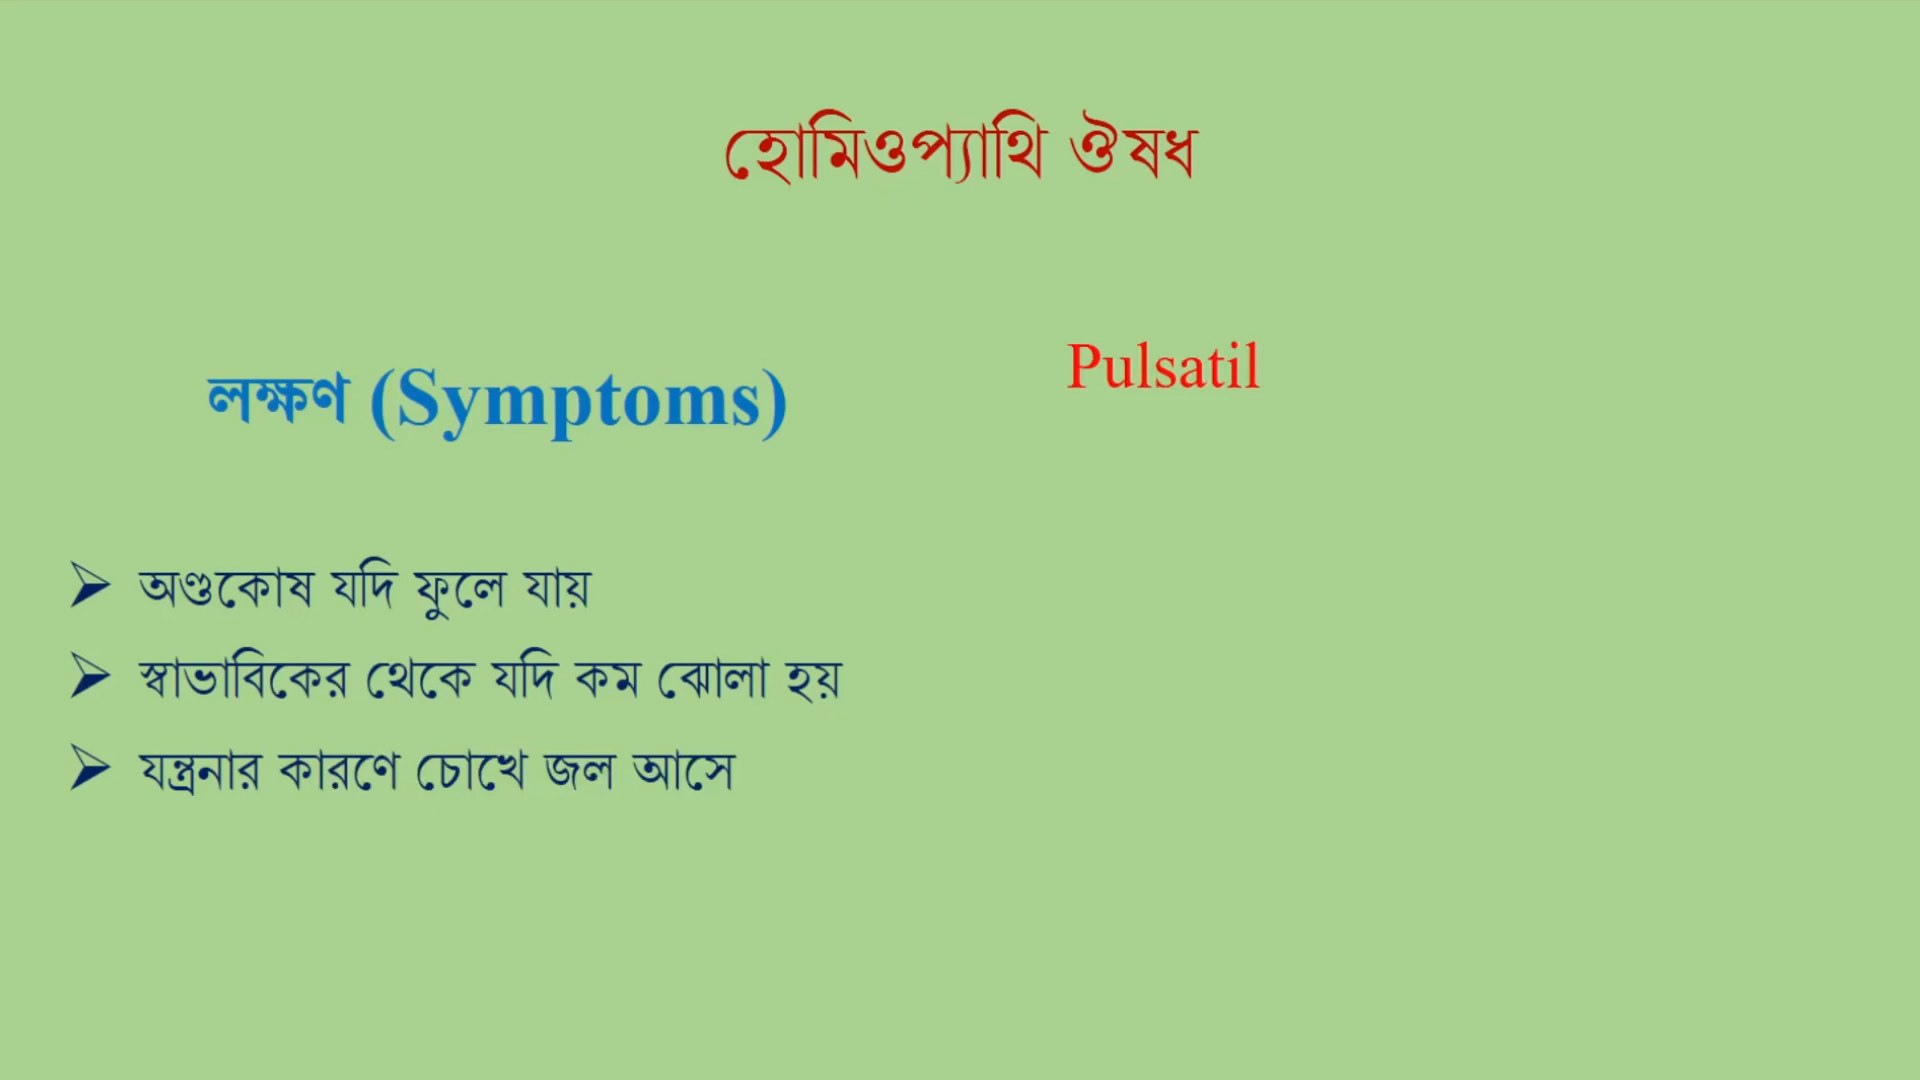 হোমিওপ্যাথি ঔষধ
লক্ষণ (Symptoms)
Pulsatil
অণ্ডকোষ যদি ফুলে যায়
স্বাভাবিকের থেকে যদি কম ঝোলা হয়
যন্ত্রনার কারণে চোখে জল আসে